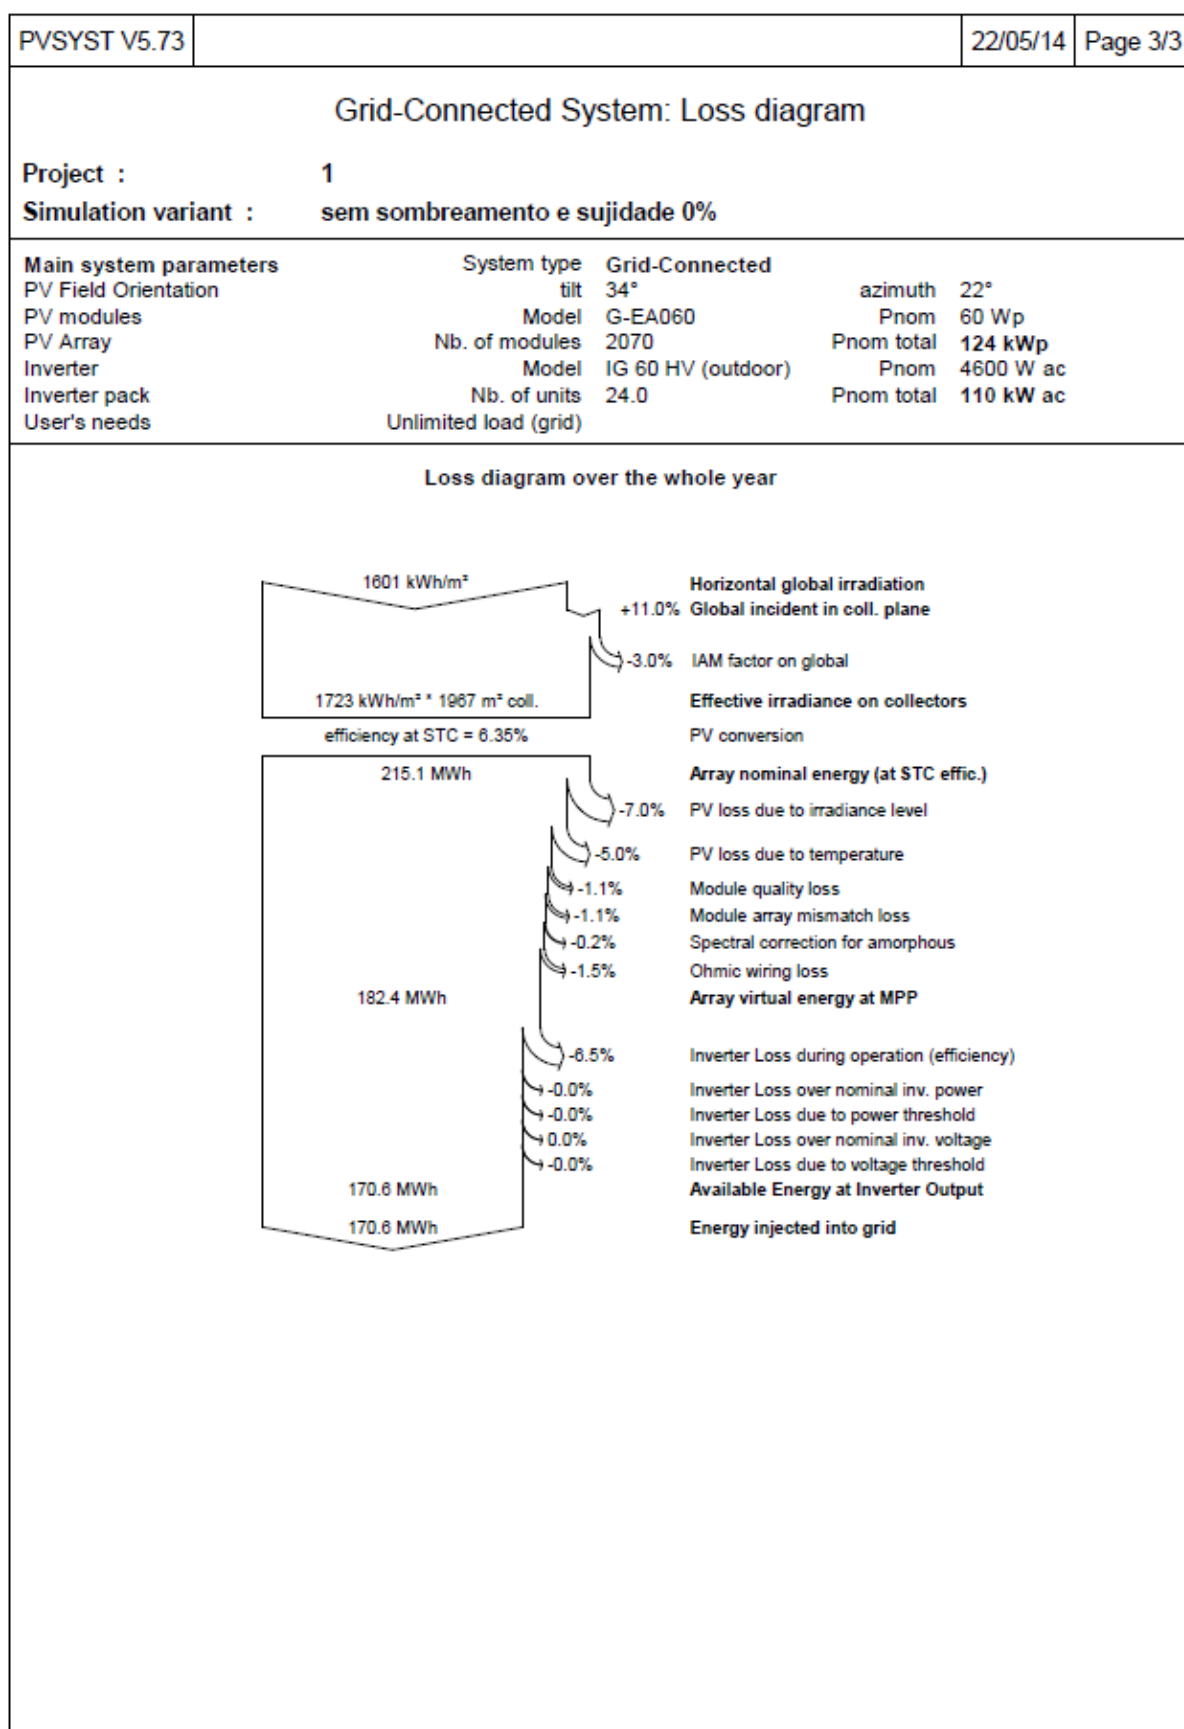 PVSYST V5.73 22/05/14 Page 3/3
Grid-Connected System: Loss diagram
Project : 1
Simulation variant : sem sombreamento e sujidade 0%
Main system parameters System type Grid-Connected
PV Field Orientation tilt 34° azimuth 22°
PV modules Model G-EA060 Pnom 60 Wp
PV Array Nb. of modules 2070 Pnom total 124 kWp
Inverter Model IG 60 HV (outdoor) Pnom 4600 W ac
Inverter pack Nb. of units 24.0 Pnom total 110 kW ac
User's needs Unlimited load (grid)
Loss diagram over the whole year
1601 kWh/m² Horizontal global irradiation
+11.0% Global incident in coll. plane
-3.0% IAM factor on global
1723 kWh/m² * 1967 m² coll. Effective irradiance on collectors
efficiency at STC = 6.35% PV conversion
215.1 MWh Array nominal energy (at STC effic.)
-7.0% PV loss due to irradiance level
-5.0% PV loss due to temperature
-1.1% Module quality loss
-1.1% Module array mismatch loss
-0.2% Spectral correction for amorphous
-1.5% Ohmic wiring loss
182.4 MWh Array virtual energy at MPP
-6.5% Inverter Loss during operation (efficiency)
-0.0% Inverter Loss over nominal inv. power
-0.0% Inverter Loss due to power threshold
0.0% Inverter Loss over nominal inv. voltage
-0.0% Inverter Loss due to voltage threshold
170.6 MWh Available Energy at Inverter Output
170.6 MWh Energy injected into grid